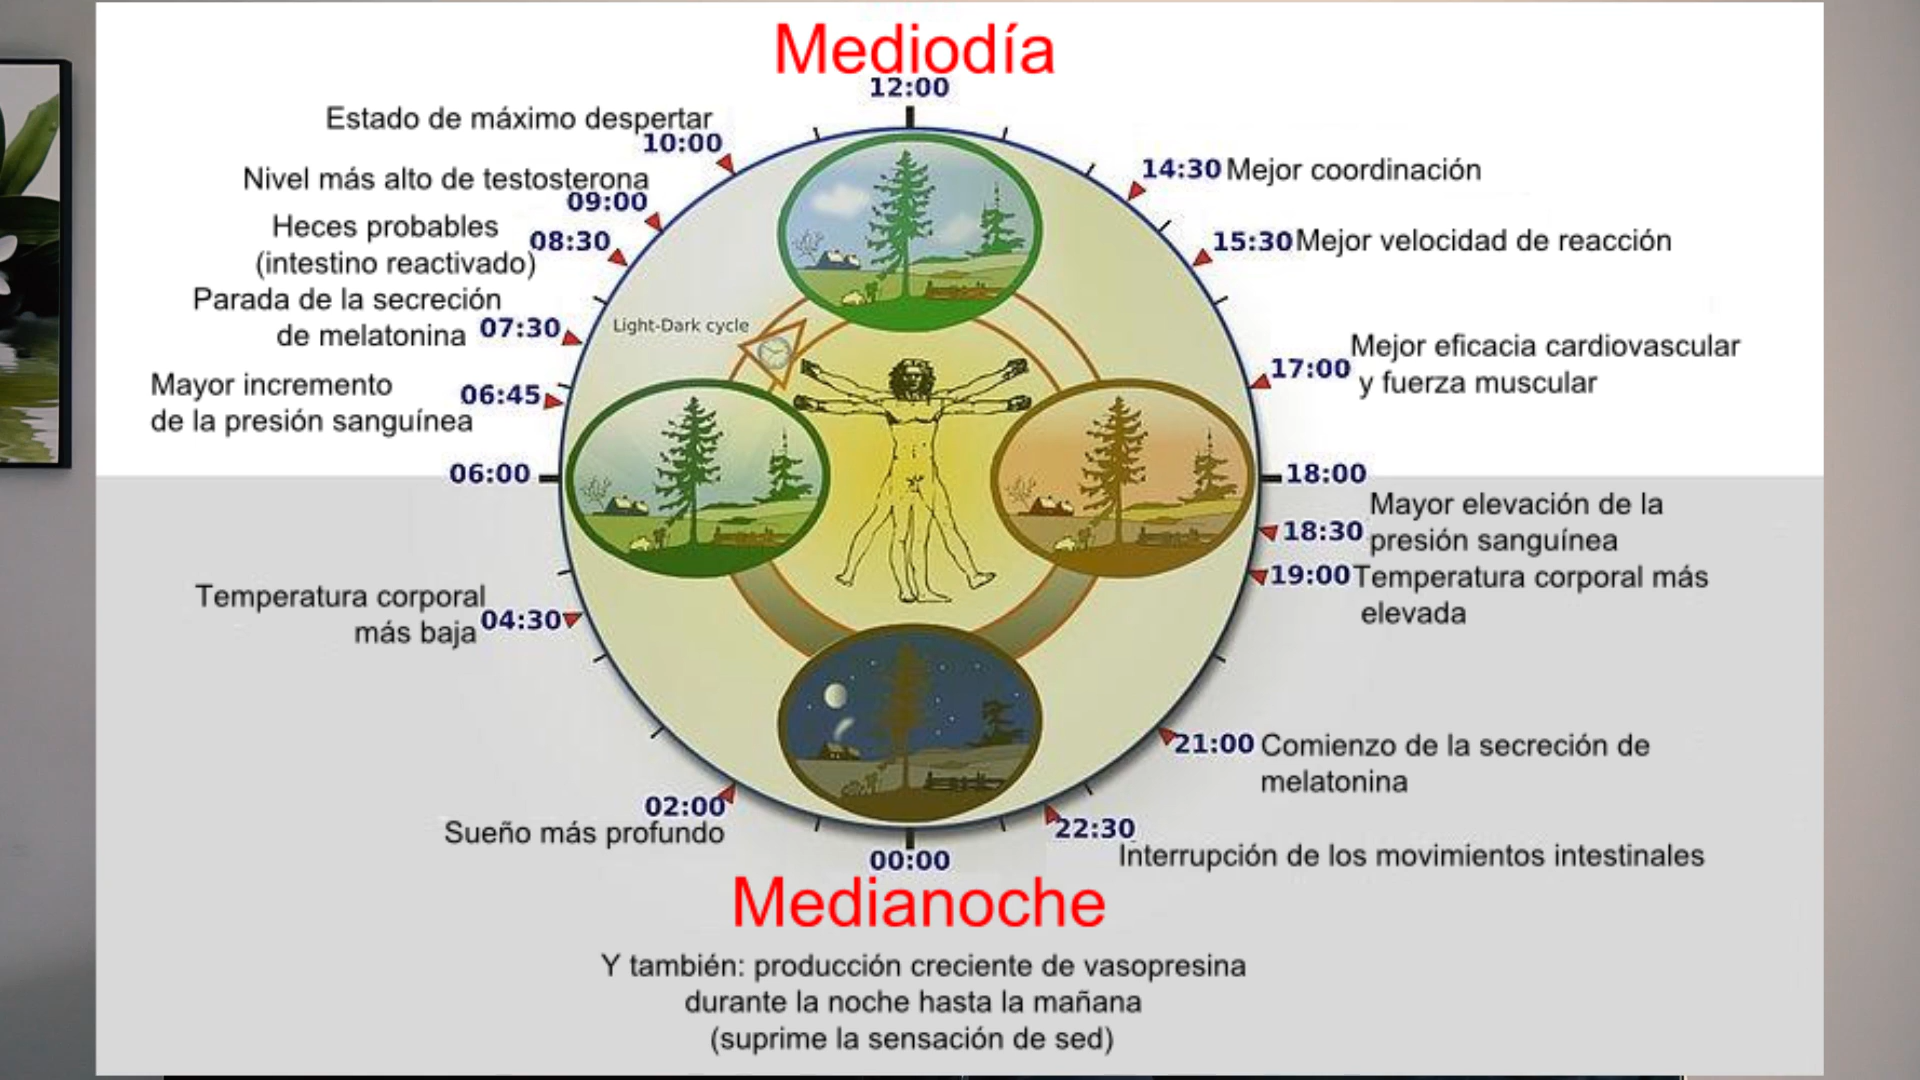 Mediodía
12:00
Estado de máximo despertar
10:00
Nivel más alto de testosterona
09:00
Heces probables
(intestino reactivado)
08:30
Parada de la secreción
de melatonina
07:30
Mayor incremento
de la presión sanguínea
06:45
06:00
Temperatura corporal
más baja
04:30
02:00
Sueño más profundo
Light-Dark cycle
14:30 Mejor coordinación
15:30 Mejor velocidad de reacción
17:00
Mejor eficacia cardiovascular
y fuerza muscular
18:00
18:30
Mayor elevación de la
presión sanguínea
19:00 Temperatura corporal más
elevada
21:00 Comienzo de la secreción de
melatonina
22:30
Interrupción de los movimientos intestinales
00:00
Medianoche
Y también: producción creciente de vasopresina
durante la noche hasta la mañana
(suprime la sensación de sed)